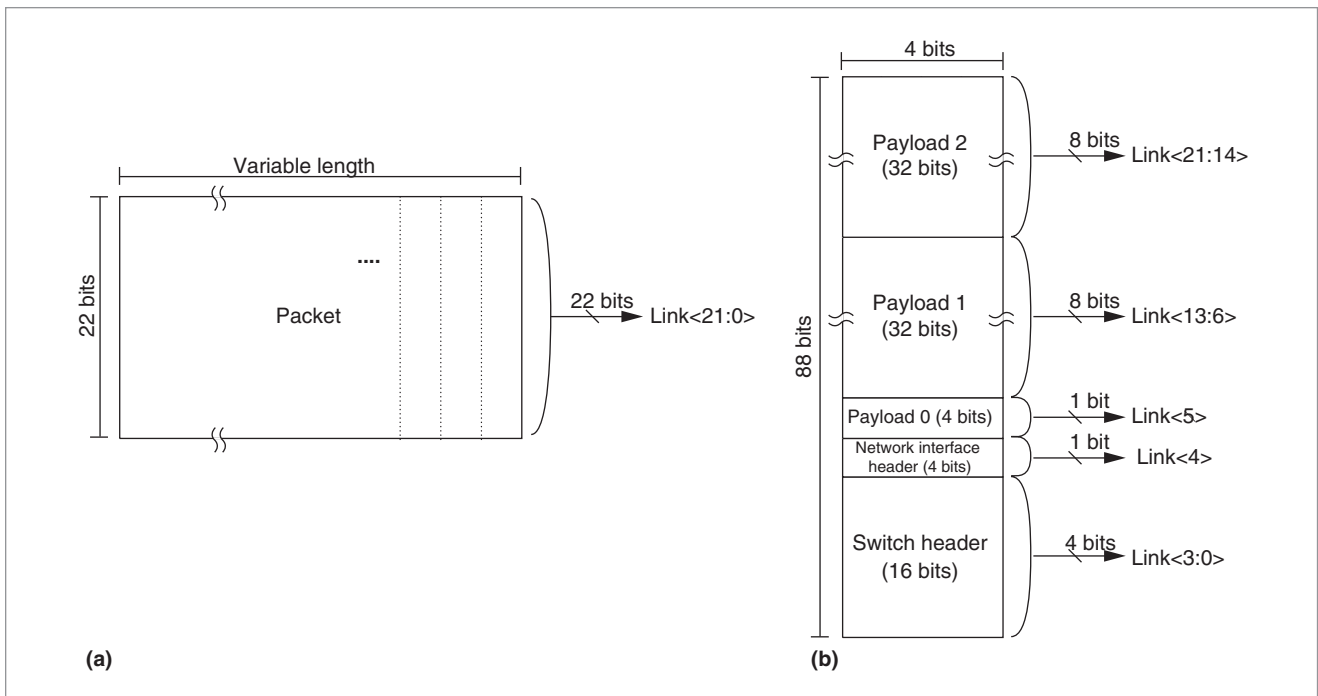 Variable length
22 bits
....
Packet
22 bits
Link<21:0>
(a)
4 bits
88 bits
Payload 2
(32 bits)
8 bits
Link<21:14>
Payload 1
(32 bits)
8 bits
Link<13:6>
Payload 0 (4 bits)
1 bit
Link<5>
Network interface
header (4 bits)
1 bit
Link<4>
Switch header
(16 bits)
4 bits
Link<3:0>
(b)